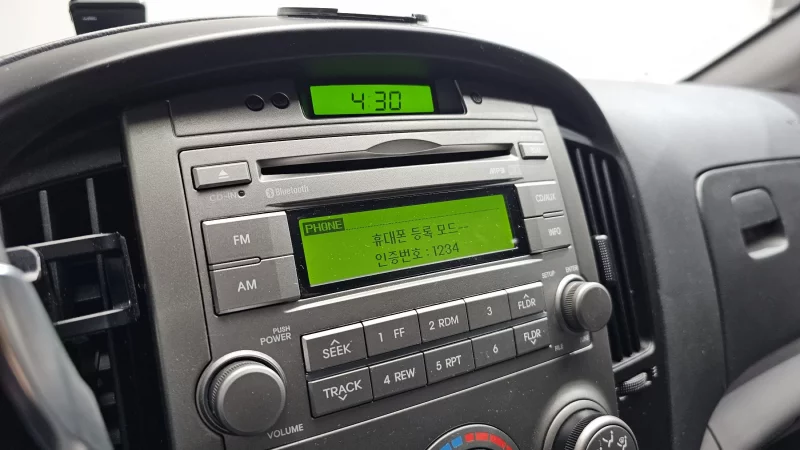 4:30
CD-IN
Bluetooth
PHONE
휴대폰 등록 모드--
인증번호 : 1234
FM
AM
CD/AUX
INFO
SETUP
ENTER
PUSH
POWER
VOLUME
SEEK
1 FF
2 RDM
3
FLDR
TRACK
4 REW
5 RPT
6
FLDR